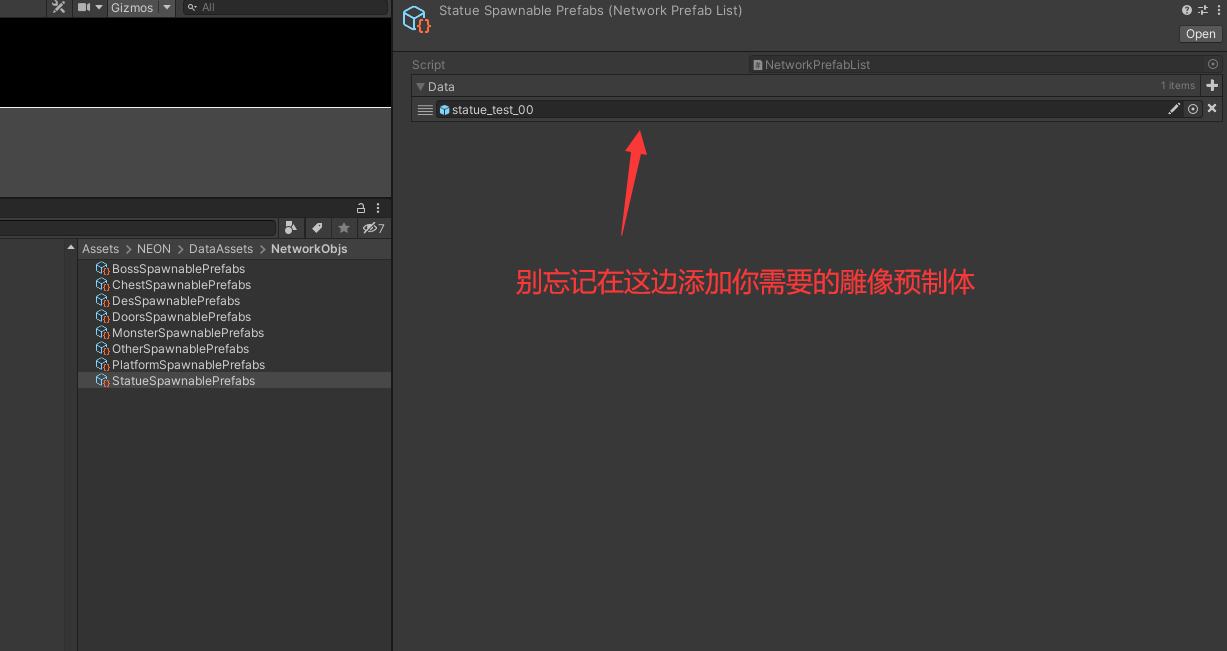 Gizmos
All
Statue Spawnable Prefabs (Network Prefab List)
Open
Script
NetworkPrefabList
Data
1 items
statue_test_00
别忘记在这边添加你需要的雕像预制体
7
Assets > NEON > DataAssets > NetworkObjs
BossSpawnablePrefabs
ChestSpawnablePrefabs
DesSpawnablePrefabs
DoorsSpawnablePrefabs
MonsterSpawnablePrefabs
OtherSpawnablePrefabs
PlatformSpawnablePrefabs
StatueSpawnablePrefabs